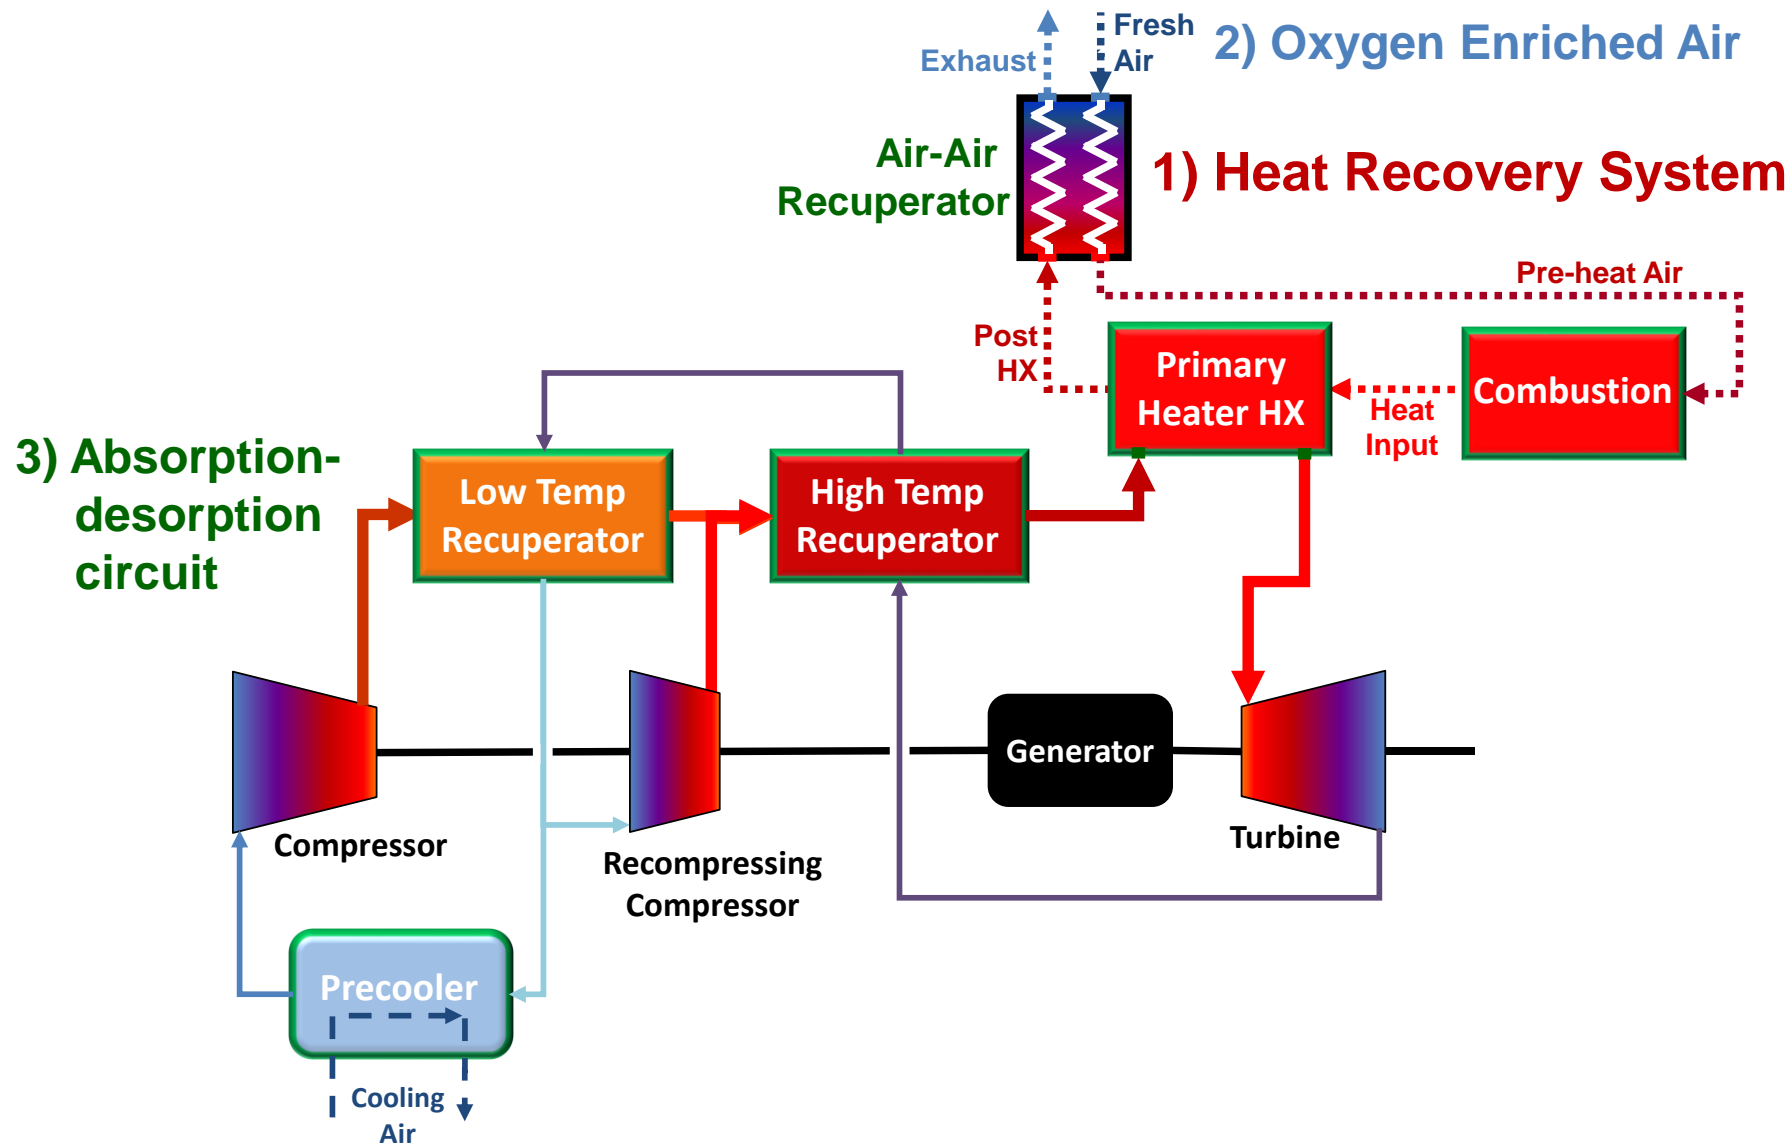 Exhaust
Fresh
Air
2) Oxygen Enriched Air
Air-Air
Recuperator
1) Heat Recovery System
Pre-heat Air
Post
HX
Primary
Heater HX
Heat
Input
Combustion
3) Absorption-
desorption
circuit
Low Temp
Recuperator
High Temp
Recuperator
Generator
Compressor
Recompressing
Compressor
Turbine
Precooler
Cooling
Air